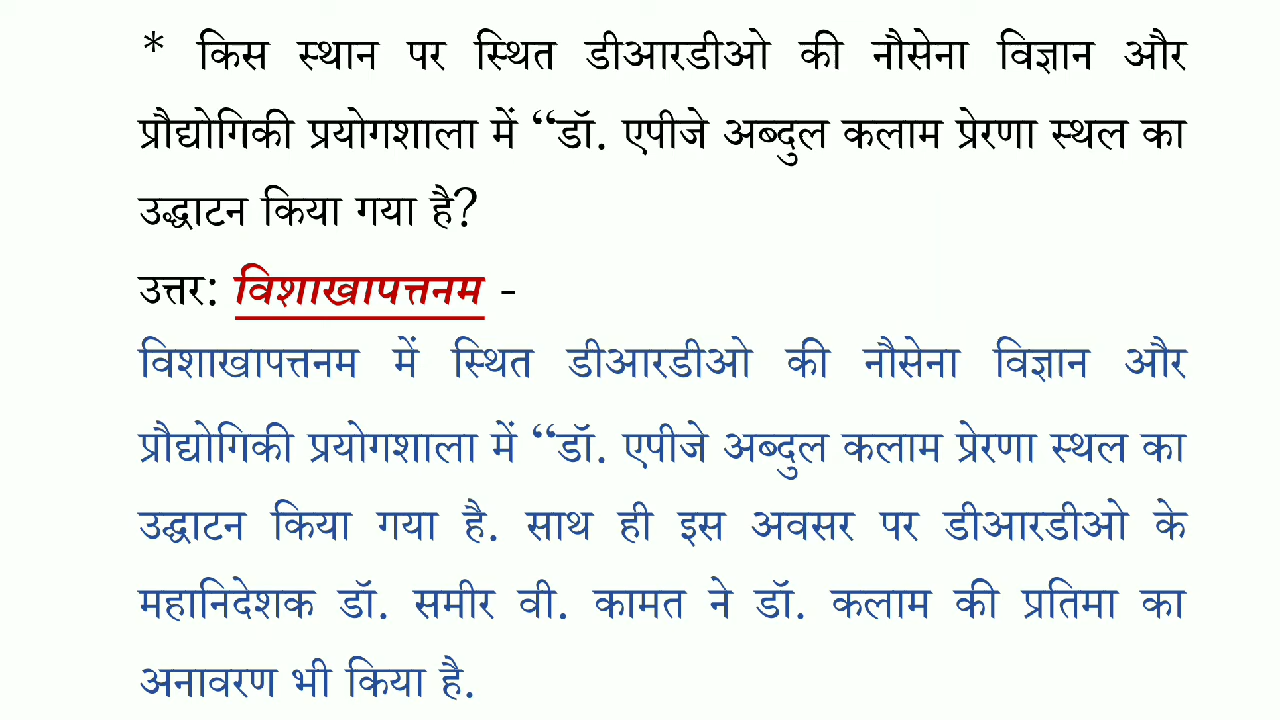 * किस स्थान पर स्थित डीआरडीओ की नौसेना विज्ञान और
प्रौद्योगिकी प्रयोगशाला में “डॉ. एपीजे अब्दुल कलाम प्रेरणा स्थल का
उद्धाटन किया गया है?
उत्तर: विशाखापत्तनम -
विशाखापत्तनम में स्थित डीआरडीओ की नौसेना विज्ञान और
प्रौद्योगिकी प्रयोगशाला में “डॉ. एपीजे अब्दुल कलाम प्रेरणा स्थल का
उद्धाटन किया गया है. साथ ही इस अवसर पर डीआरडीओ के
महानिदेशक डॉ. समीर वी. कामत ने डॉ. कलाम की प्रतिमा का
अनावरण भी किया है.